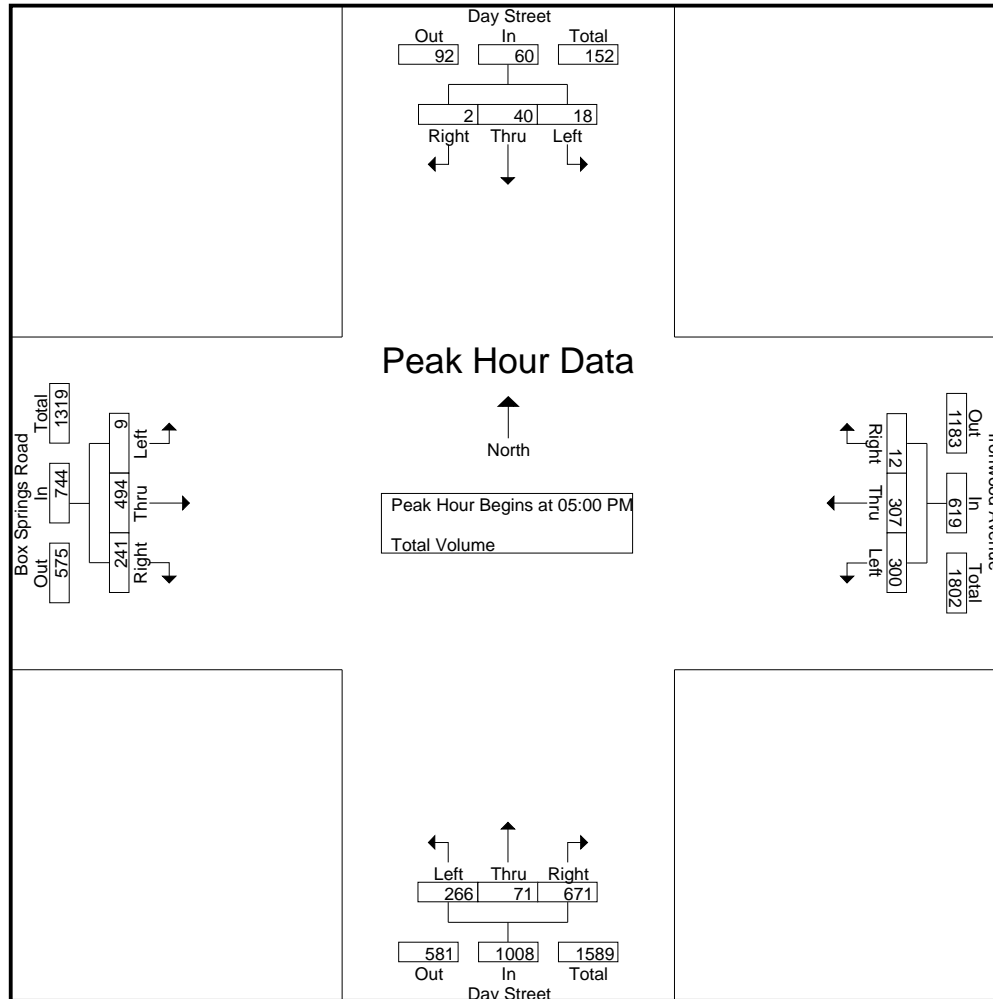 Day Street
Out In Total
92 60 152
2 40 18
Right Thru Left
Peak Hour Data
North
Peak Hour Begins at 05:00 PM
Total Volume
Box Springs Road
Out In Total
575 744 1319
241 494 9
Right Thru Left
Out In Total
1183 619 1802
12 307 300
Right Thru Left
Left Thru Right
266 71 671
581 1008 1589
Out In Total
Day Street